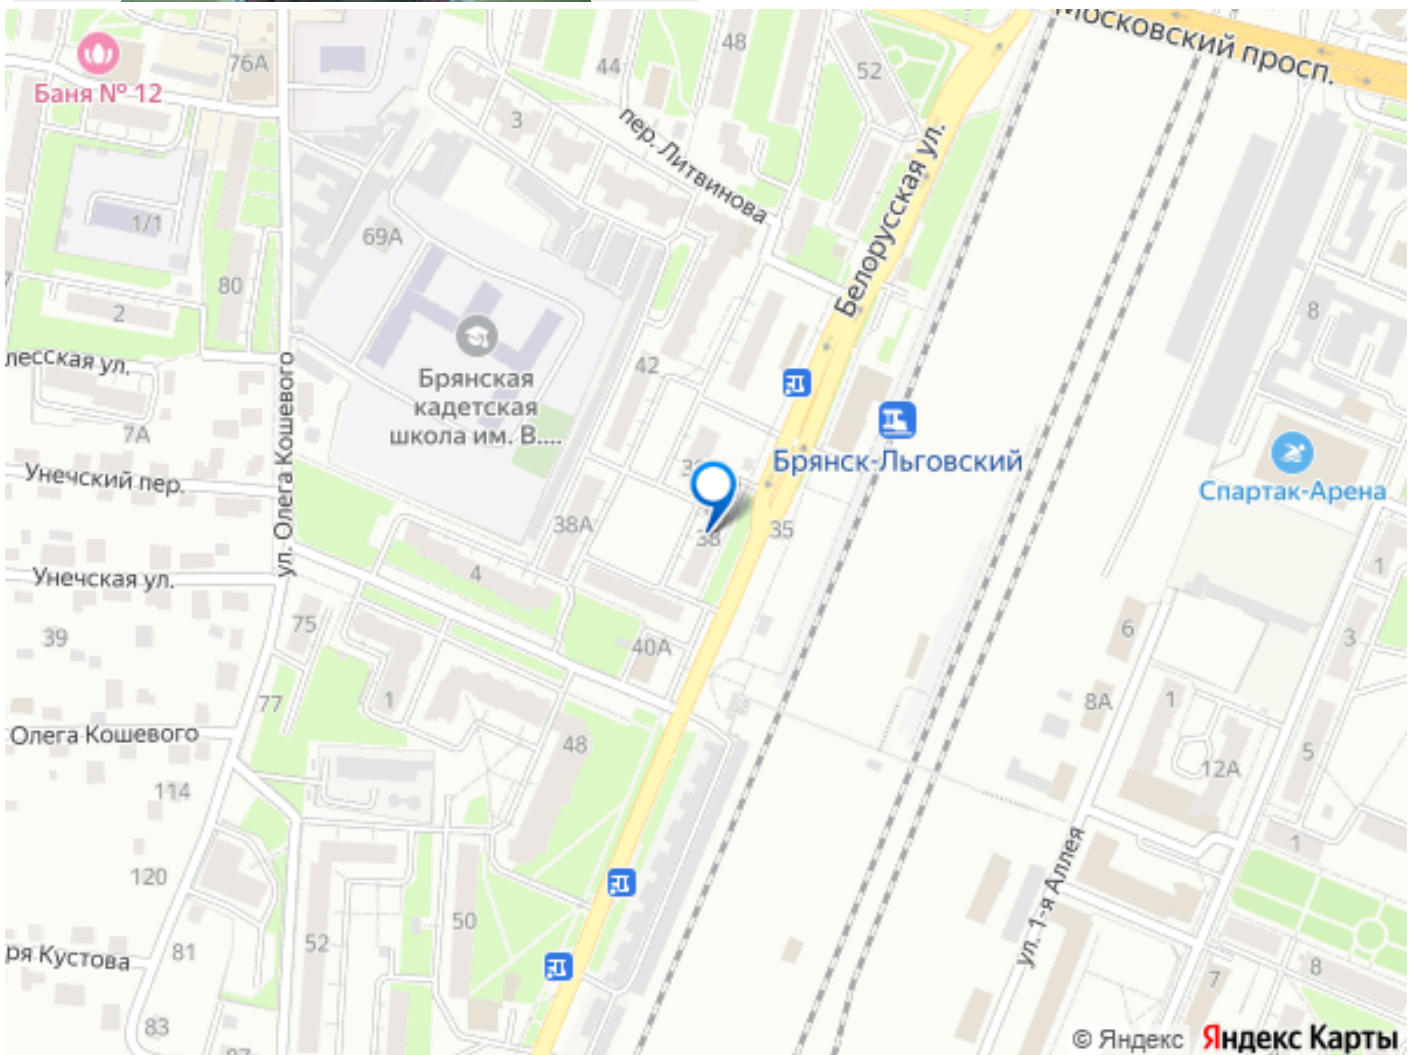 Московский просп.
48
76А
44
52
Баня № 12
3
пер. Литвинова
Белорусская ул.
1/1
69А
80
8
2
лесская ул.
42
Брянская
кадетская
школа им. В....
7А
ул. Олега Кошевого
Унечский пер.
Брянск-Льговский
Спартак-Арена
38А
38
35
4
Унечская ул.
1
39
75
40А
6
3
77
1
8А
1
Олега Кошевого
48
5
12А
114
1
120
ул. 1-я Аллея
50
52
ря Кустова
81
8
7
83
© Яндекс Яндекс Карты